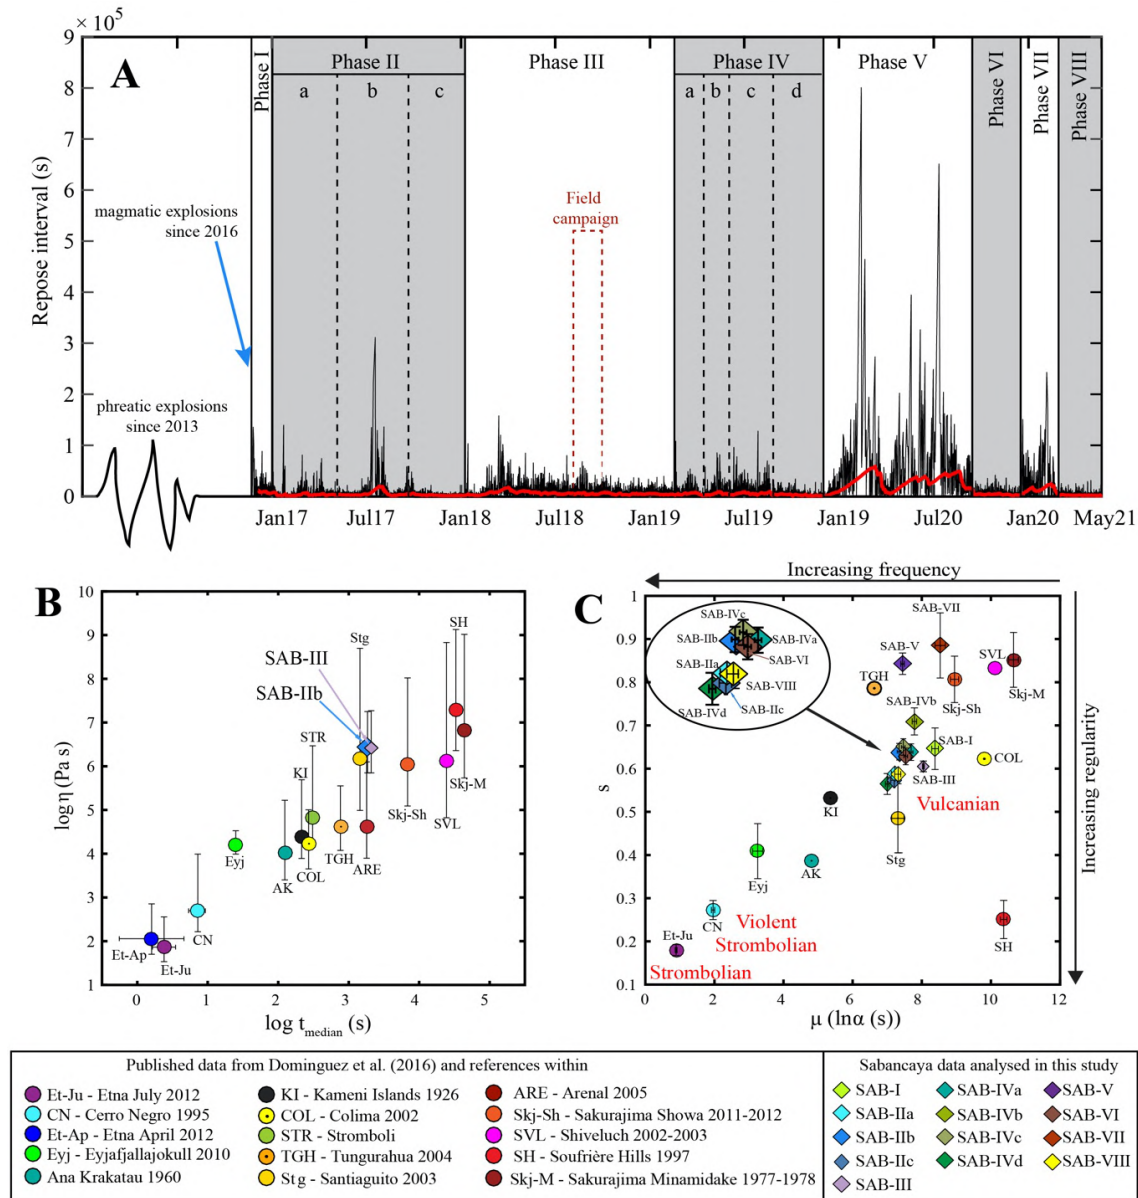 × 10⁵
A
Repose interval (s)
9
8
7
6
5
4
3
2
1
0
Phase I
Phase II
a
b
c
Phase III
Phase IV
a
b
c
d
Phase V
Phase VI
Phase VII
Phase VIII
magmatic explosions
since 2016
phreatic explosions
since 2013
Field
campaign
Jan17
Jul17
Jan18
Jul18
Jan19
Jul19
Jan19
Jul20
Jan20
May21
B
logη (Pa s)
10
9
8
7
6
5
4
3
2
1
SAB-III
SAB-IIb
Stg
SH
STR
KI
Skj-M
SVL
Skj-Sh
ARE
TGH
COL
AK
Eyj
CN
Et-Ap
Et-Ju
0
1
2
3
4
5
log tmedian (s)
C
Increasing frequency
Increasing regularity
s
1
0.9
0.8
0.7
0.6
0.5
0.4
0.3
0.2
0.1
SAB-IVc
SAB-IIb
SAB-IVa
SAB-VI
SAB-IIa
SAB-VIII
SAB-IIc
SAB-IVd
SAB-VII
SAB-V
SVL
TGH
Skj-Sh
Skj-M
SAB-IVb
SAB-I
COL
SAB-III
Vulcanian
KI
Stg
AK
Eyj
CN
Violent
Strombolian
SH
Et-Ju
Strombolian
0
2
4
6
8
10
12
μ (lnα (s))
Published data from Dominguez et al. (2016) and references within
Et-Ju - Etna July 2012
CN - Cerro Negro 1995
Et-Ap - Etna April 2012
Eyj - Eyjafjallajokull 2010
Ana Krakatau 1960
KI - Kameni Islands 1926
COL - Colima 2002
STR - Stromboli
TGH - Tungurahua 2004
Stg - Santiaguito 2003
ARE - Arenal 2005
Skj-Sh - Sakurajima Showa 2011-2012
SVL - Shiveluch 2002-2003
SH - Soufrière Hills 1997
Skj-M - Sakurajima Minamidake 1977-1978
Sabancaya data analysed in this study
SAB-I
SAB-IIa
SAB-IIb
SAB-IIc
SAB-III
SAB-IVa
SAB-IVb
SAB-IVc
SAB-IVd
SAB-V
SAB-VI
SAB-VII
SAB-VIII